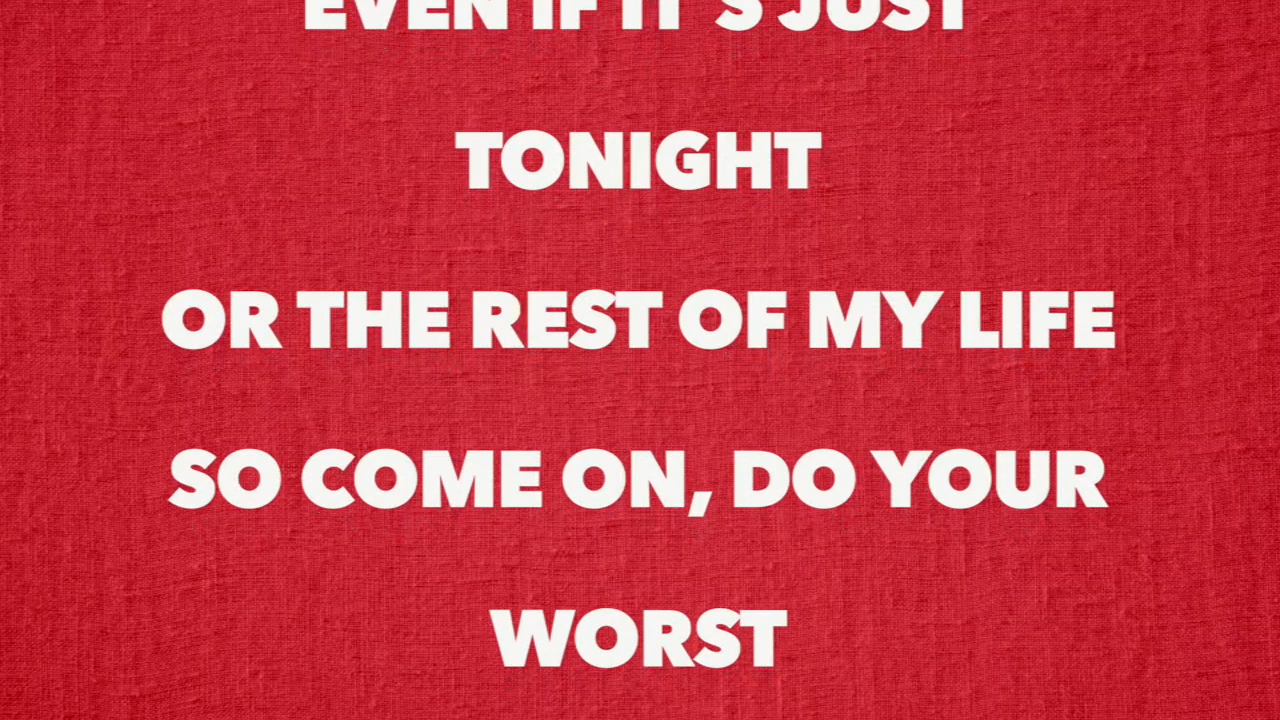 EVEN IF IT'S JUST
TONIGHT
OR THE REST OF MY LIFE
SO COME ON, DO YOUR
WORST